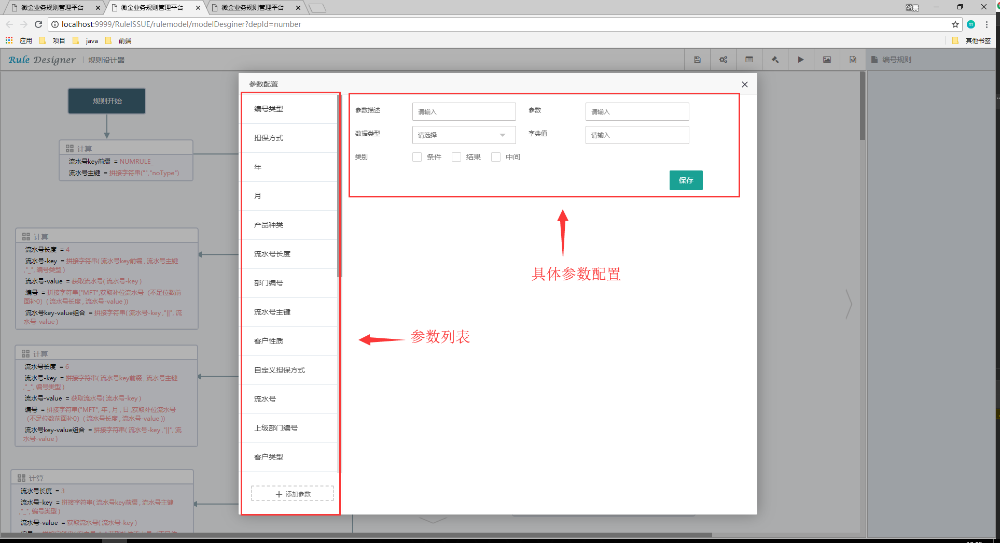 微金业务规则管理平台
微金业务规则管理平台
微金业务规则管理平台
涵晨
localhost:9999/RuleISSUE/rulemodel/modelDesginer?depId=number
m
应用
项目
java
前端
其他书签
Rule Designer
规则设计器
编号规则
规则开始
计算
流水号key前缀 = NUMRULE_
流水号主键 = 拼接字符串("","noType")
计算
流水号长度 = 4
流水号-key = 拼接字符串( 流水号key前缀 , 流水号主键
,"_", 编号类型 )
流水号-value = 获取流水号( 流水号-key )
编号 = 拼接字符串("MFT",获取补位流水号（不足位数前
面补0）( 流水号长度 , 流水号-value ))
流水号key-value组合 = 拼接字符串( 流水号-key ,"||", 流
水号-value )
计算
流水号长度 = 6
流水号-key = 拼接字符串( 流水号key前缀 , 流水号主键
,"_", 编号类型 )
流水号-value = 获取流水号( 流水号-key )
编号 = 拼接字符串("MFT", 年 , 月 , 日 ,获取补位流水号
（不足位数前面补0）( 流水号长度 , 流水号-value ))
流水号key-value组合 = 拼接字符串( 流水号-key ,"||", 流
水号-value )
计算
流水号长度 = 3
流水号-key = 拼接字符串( 流水号key前缀 , 流水号主键
,"_", 编号类型 )
流水号-value = 获取流水号( 流水号-key )
参数配置
编号类型
担保方式
年
月
产品种类
流水号长度
部门编号
流水号主键
客户性质
自定义担保方式
流水号
上级部门编号
客户类型
添加参数
参数描述
请输入
参数
请输入
数据类型
请选择
字典值
请输入
类别
条件
结果
中间
保存
具体参数配置
参数列表